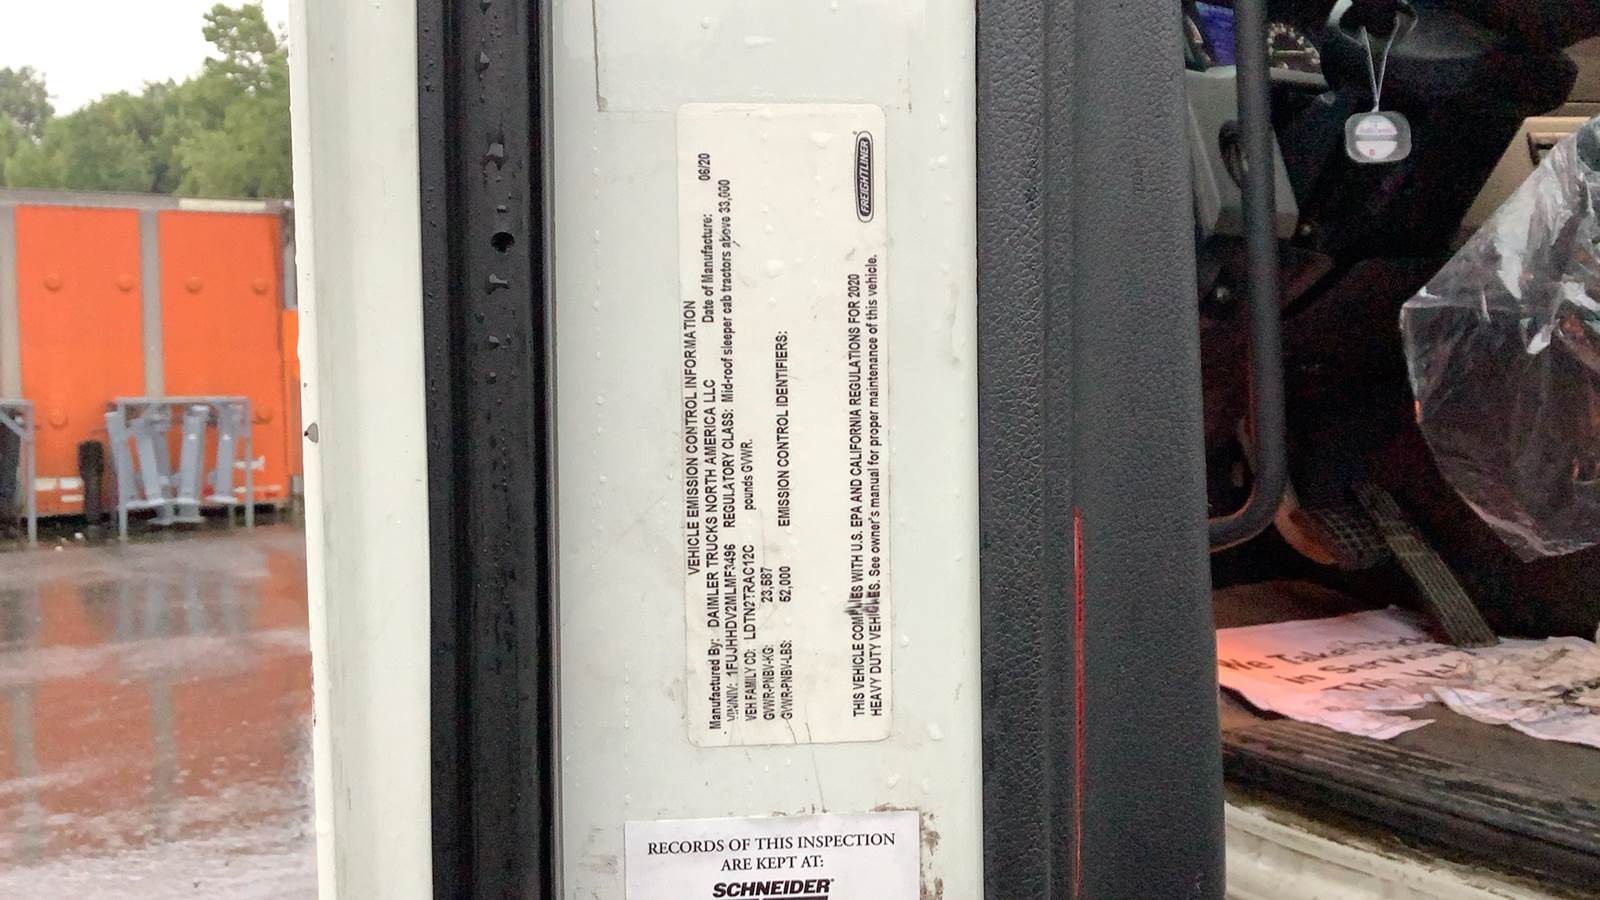 VEHICLE EMISSION CONTROL INFORMATION
Manufactured By: DAIMLER TRUCKS NORTH AMERICA LLC Date of Manufacture: 06/20
VIN/NIV: 1FUJHHDV2MLMF3496 REGULATORY CLASS: Mid-roof sleeper cab tractors above 33,000
VEH FAMILY CD: LDTN2TRAC12C pounds GVWR.
GVWR-PNBV-KG: 23,587
GVWR-PNBV-LBS: 52,000 EMISSION CONTROL IDENTIFIERS:
THIS VEHICLE COMPLIES WITH U.S. EPA AND CALIFORNIA REGULATIONS FOR 2020
HEAVY DUTY VEHICLES. See owner's manual for proper maintenance of this vehicle.
FREIGHTLINER
RECORDS OF THIS INSPECTION
ARE KEPT AT:
SCHNEIDER
We Take
in